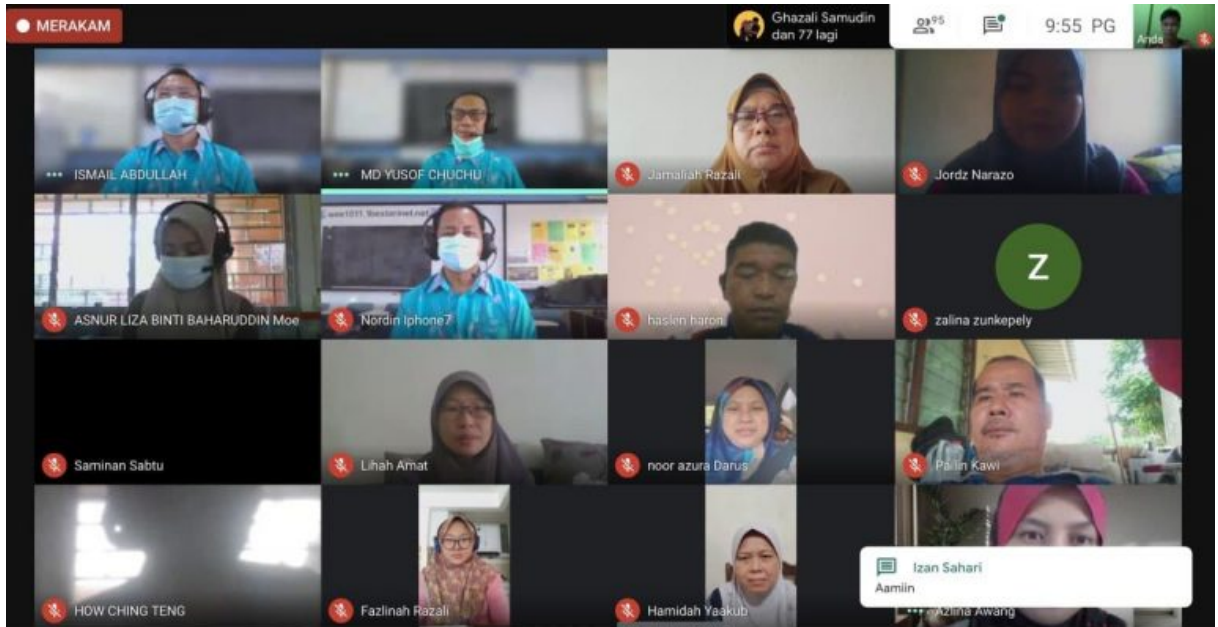 MERAKAM
Ghazali Samudin
dan 77 lagi
95
9:55 PG
Anda
ISMAIL ABDULLAH
MD YUSOF CHUCHU
Jamaliah Razali
Jordz Narazo
ASNUR LIZA BINTI BAHARUDDIN Moe
Nordin Iphone7
haslen haron
Z
zalina zunkepely
Saminan Sabtu
Lihah Amat
noor azura Darus
Pailin Kawi
HOW CHING TENG
Fazlinah Razali
Hamidah Yaakub
Izan Sahari
Aamiin
Azlina Awang